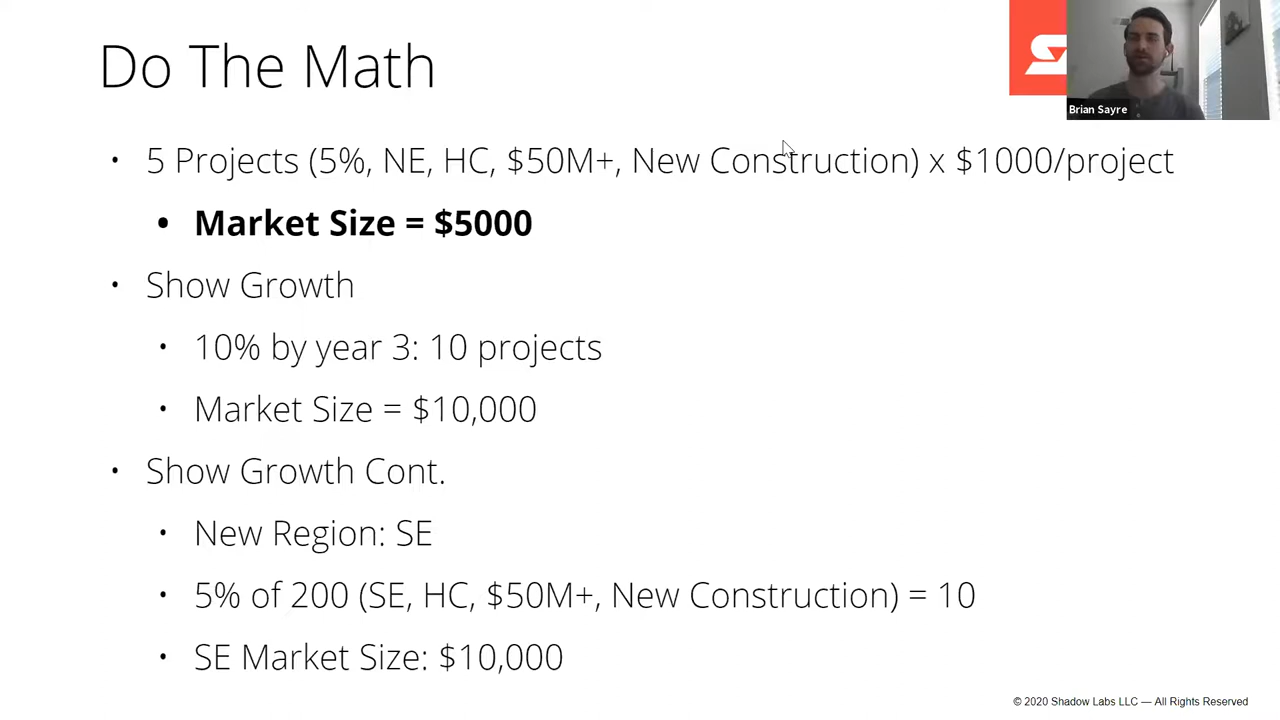 Do The Math
Brian Sayre
• 5 Projects (5%, NE, HC, $50M+, New Construction) x $1000/project
• Market Size = $5000
• Show Growth
• 10% by year 3: 10 projects
• Market Size = $10,000
• Show Growth Cont.
• New Region: SE
• 5% of 200 (SE, HC, $50M+, New Construction) = 10
• SE Market Size: $10,000
© 2020 Shadow Labs LLC — All Rights Reserved